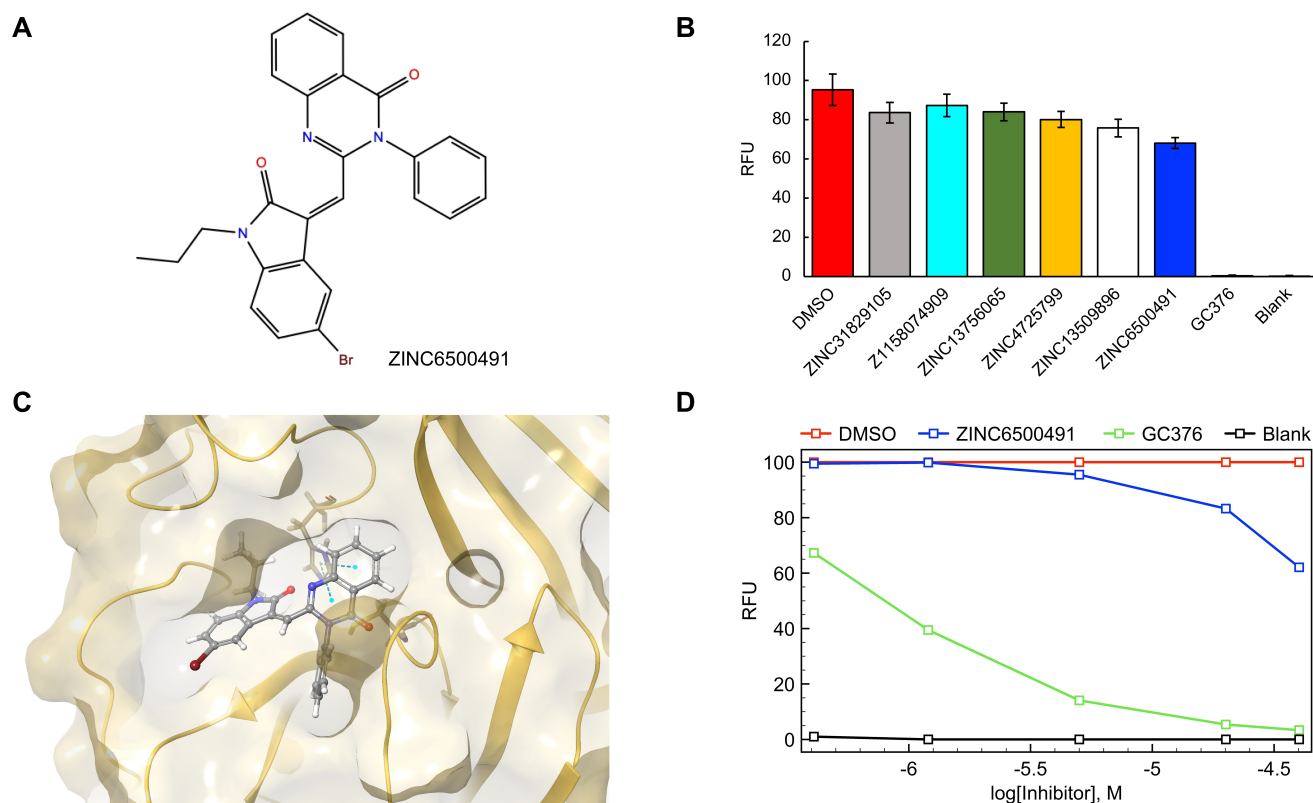 A
O
N
N
O
N
Br
ZINC6500491
B
120
100
80
60
40
20
0
RFU
DMSO
ZINC31829105
Z1158074909
ZINC13756065
ZINC4725799
ZINC13509896
ZINC6500491
GC376
Blank
C
D
DMSO ZINC6500491 GC376 Blank
100
80
60
40
20
0
RFU
-6 -5.5 -5 -4.5
log[Inhibitor], M